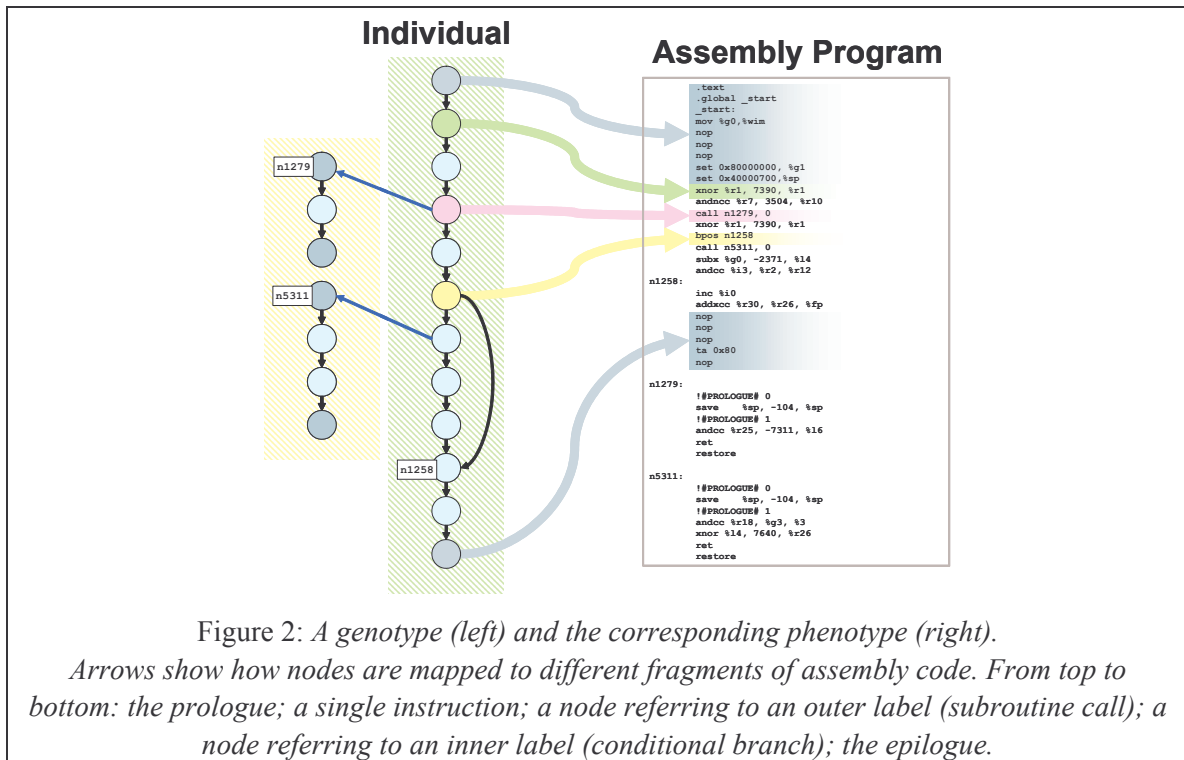 Individual
Assembly Program
n1279
n5311
n1258
.text
.global _start
_start:
mov %g0,%wim
nop
nop
nop
set 0x80000000, %g1
set 0x40000700,%sp
xnor %r1, 7390, %r1
andncc %r7, 3504, %r10
call n1279, 0
xnor %r1, 7390, %r1
bpos n1258
call n5311, 0
subx %g0, -2371, %l4
andcc %i3, %r2, %r12
n1258:
inc %i0
addxcc %r30, %r26, %fp
nop
nop
nop
ta 0x80
nop
n1279:
!#PROLOGUE# 0
save %sp, -104, %sp
!#PROLOGUE# 1
andcc %r25, -7311, %l6
ret
restore
n5311:
!#PROLOGUE# 0
save %sp, -104, %sp
!#PROLOGUE# 1
andcc %r18, %g3, %3
xnor %l4, 7640, %r26
ret
restore
Figure 2: A genotype (left) and the corresponding phenotype (right).
Arrows show how nodes are mapped to different fragments of assembly code. From top to
bottom: the prologue; a single instruction; a node referring to an outer label (subroutine call); a
node referring to an inner label (conditional branch); the epilogue.